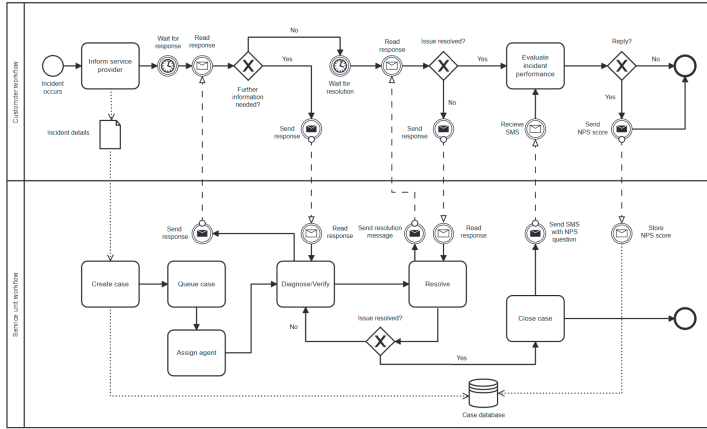 Customder workflow
Incident
occurs
Inform service
provider
Wait for
response
Read
response
No
Yes
Further
information
needed?
Wait for
resolution
Read
response
Issue resolved?
Yes
No
Evaluate
incident
performance
Reply?
No
Yes
Incident details
Send
response
Send
response
Recieve
SMS
Send
NPS score
Service unit workflow
Send
response
Read
response
Send resolution
message
Read
response
Send SMS
with NPS
question
Store
NPS score
Create case
Queue case
Diagnose/Verify
Resolve
Assign agent
No
Issue resolved?
Yes
Close case
Case database